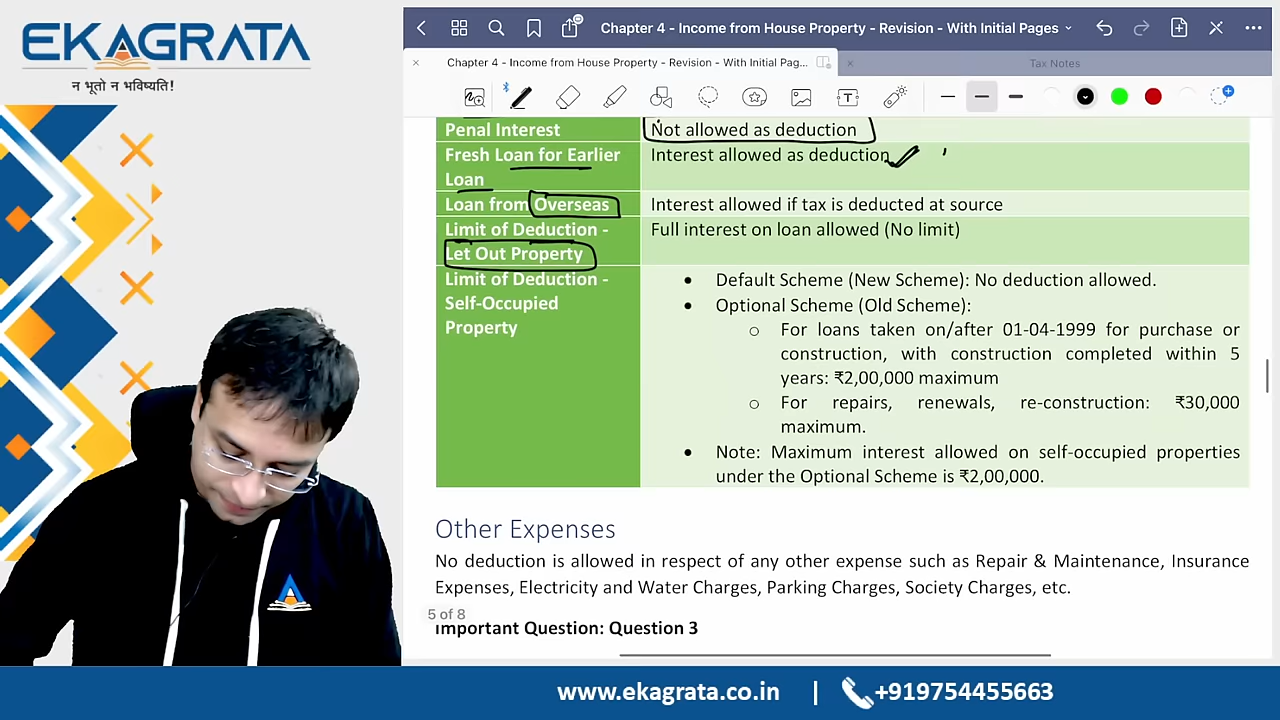 EKAGRATA
न भूतो न भविष्यति!
Chapter 4 - Income from House Property - Revision - With Initial Pages
Chapter 4 - Income from House Property - Revision - With Initial Pag...
Tax Notes
Penal Interest
Not allowed as deduction
Fresh Loan for Earlier
Loan
Interest allowed as deduction
Loan from Overseas
Interest allowed if tax is deducted at source
Limit of Deduction -
Let Out Property
Full interest on loan allowed (No limit)
Limit of Deduction -
Self-Occupied
Property
• Default Scheme (New Scheme): No deduction allowed.
• Optional Scheme (Old Scheme):
o For loans taken on/after 01-04-1999 for purchase or
construction, with construction completed within 5
years: ₹2,00,000 maximum
o For repairs, renewals, re-construction: ₹30,000
maximum.
• Note: Maximum interest allowed on self-occupied properties
under the Optional Scheme is ₹2,00,000.
Other Expenses
No deduction is allowed in respect of any other expense such as Repair & Maintenance, Insurance
Expenses, Electricity and Water Charges, Parking Charges, Society Charges, etc.
5 of 8
Important Question: Question 3
www.ekagrata.co.in | +919754455663